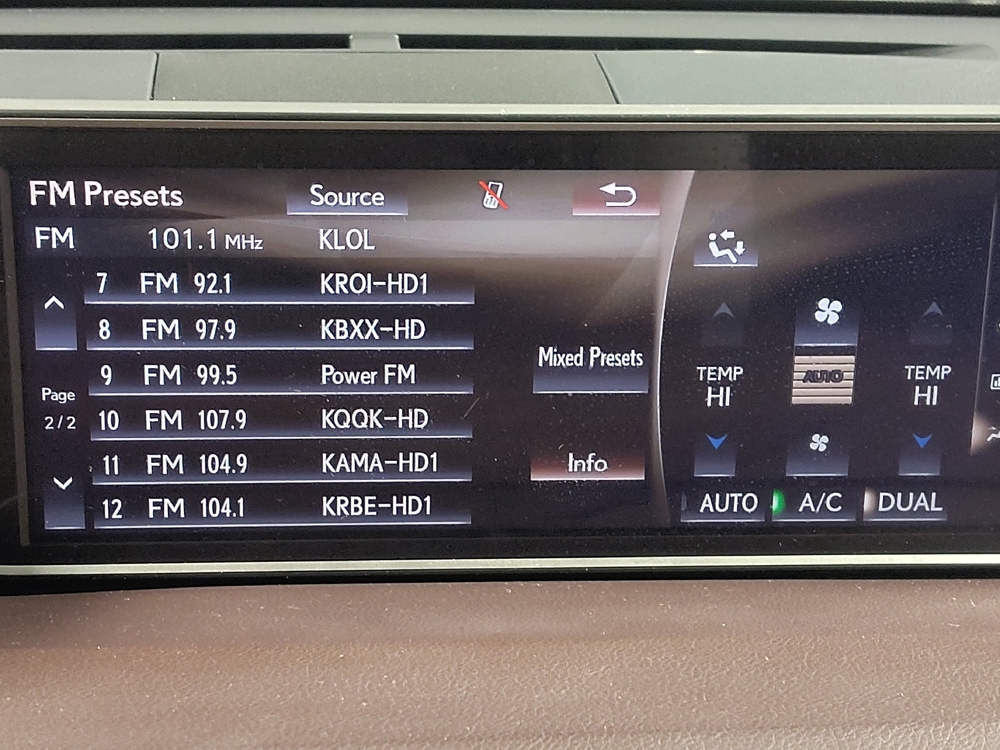 FM Presets Source
FM 101.1 MHz KLOL
7 FM 92.1 KROI-HD1
8 FM 97.9 KBXX-HD
9 FM 99.5 Power FM
10 FM 107.9 KQQK-HD
11 FM 104.9 KAMA-HD1
12 FM 104.1 KRBE-HD1
Page
2/2
Mixed Presets
Info
TEMP
HI
AUTO
TEMP
HI
AUTO A/C DUAL